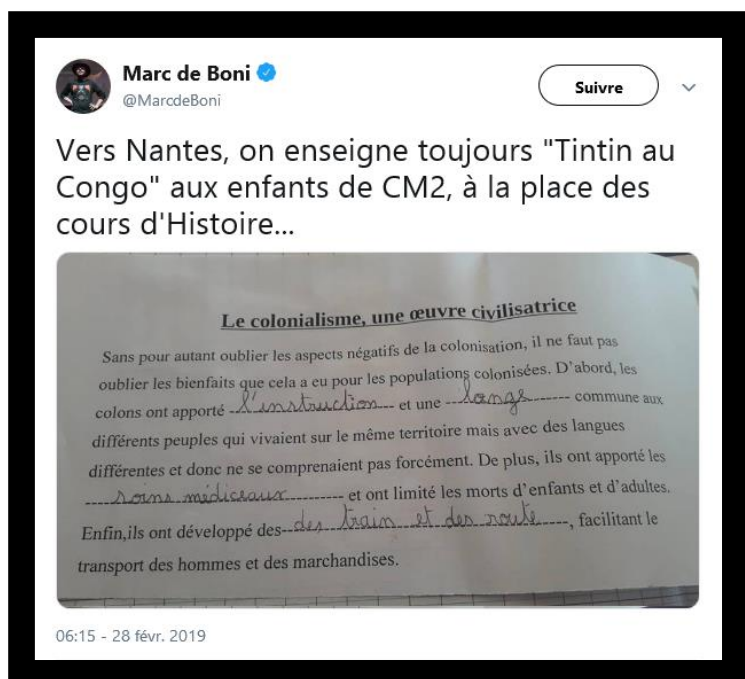 Marc de Boni
@MarcdeBoni
Suivre
Vers Nantes, on enseigne toujours "Tintin au
Congo" aux enfants de CM2, à la place des
cours d'Histoire...
Le colonialisme, une œuvre civilisatrice
Sans pour autant oublier les aspects négatifs de la colonisation, il ne faut pas
oublier les bienfaits que cela a eu pour les populations colonisées. D'abord, les
colons ont apporté l'instruction et une langs commune aux
différents peuples qui vivaient sur le même territoire mais avec des langues
différentes et donc ne se comprenaient pas forcément. De plus, ils ont apporté les
soins médiceaux et ont limité les morts d'enfants et d'adultes.
Enfin,ils ont développé des des train et des route, facilitant le
transport des hommes et des marchandises.
06:15 - 28 févr. 2019